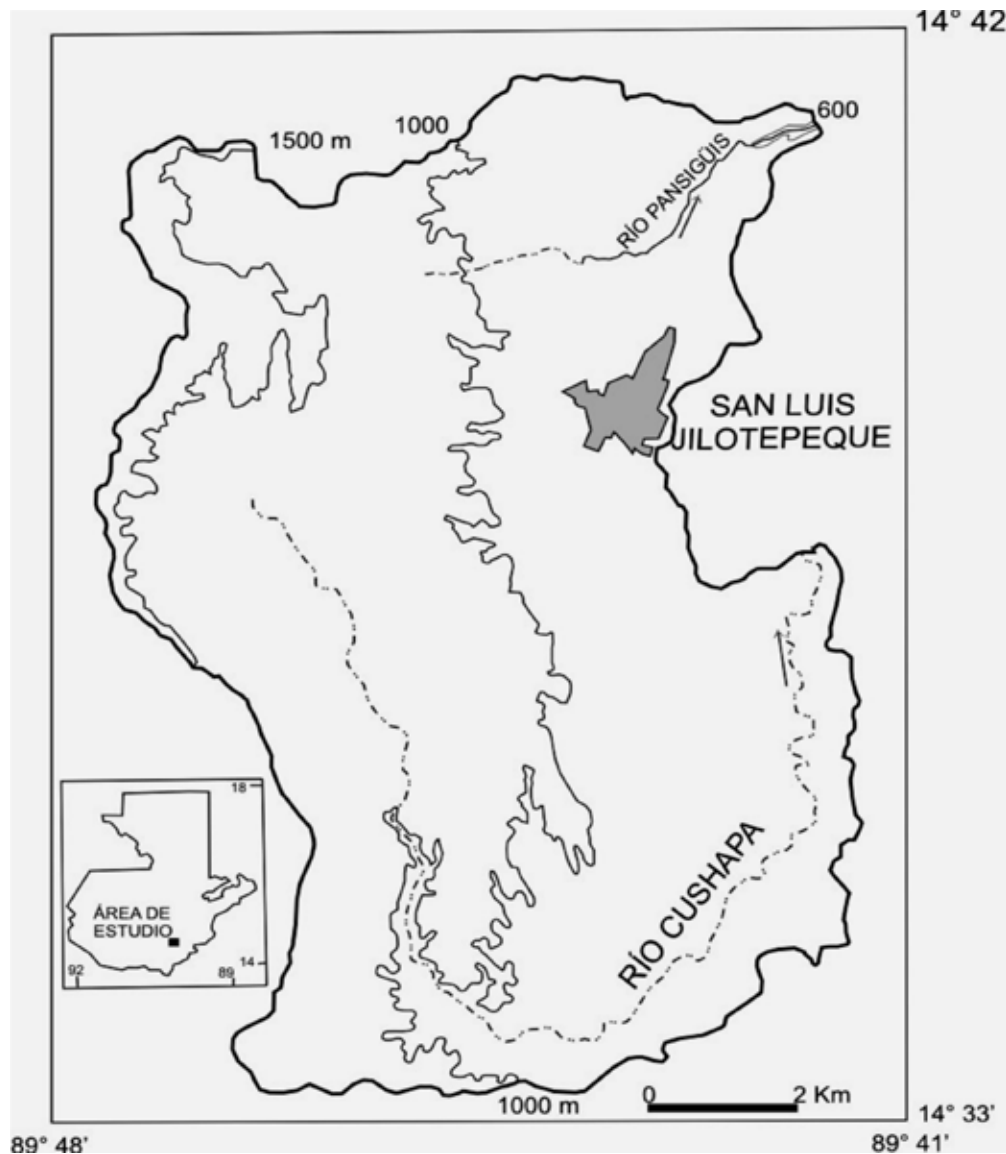 14° 42
600
1000
1500 m
RÍO PANSIGÜIS
SAN LUIS
JILOTEPEQUE
18
ÁREA DE
ESTUDIO
14
92
89
RÍO CUSHAPA
0 2 Km
1000 m
14° 33'
89° 48'
89° 41'